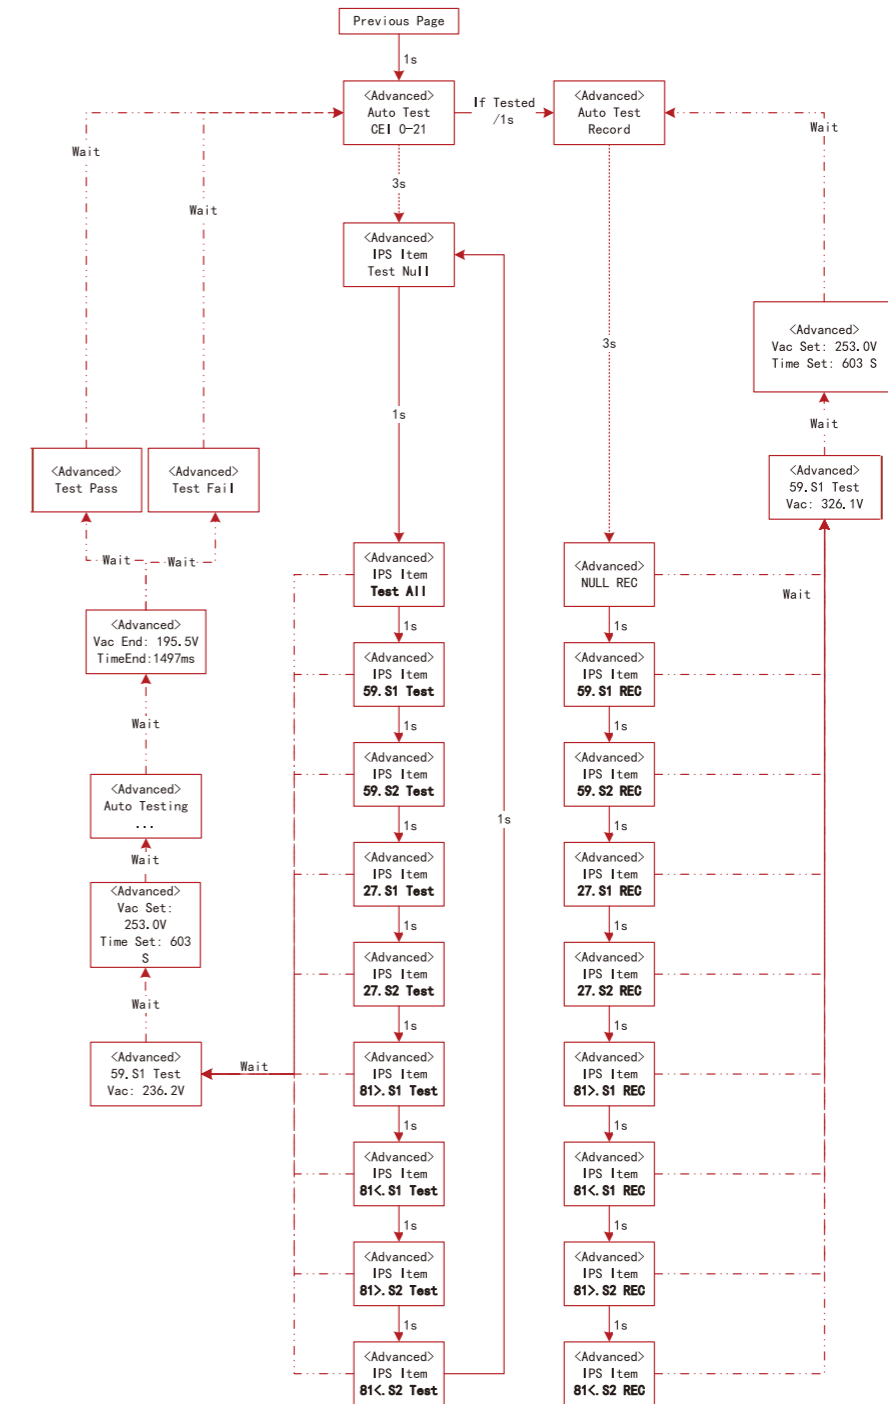 Previous Page
1s
<Advanced>
Auto Test
CEI 0-21
If Tested
/1s
<Advanced>
Auto Test
Record
Wait
Wait
Wait
3s
<Advanced>
IPS Item
Test Null
3s
<Advanced>
Vac Set: 253.0V
Time Set: 603 S
1s
Wait
<Advanced>
Test Pass
<Advanced>
Test Fail
<Advanced>
59.S1 Test
Vac: 326.1V
Wait
Wait
<Advanced>
IPS Item
Test All
<Advanced>
NULL REC
Wait
1s
1s
<Advanced>
Vac End: 195.5V
TimeEnd:1497ms
<Advanced>
IPS Item
59.S1 Test
<Advanced>
IPS Item
59.S1 REC
Wait
1s
1s
<Advanced>
IPS Item
59.S2 Test
<Advanced>
IPS Item
59.S2 REC
<Advanced>
Auto Testing
...
1s
1s
1s
Wait
<Advanced>
IPS Item
27.S1 Test
<Advanced>
IPS Item
27.S1 REC
<Advanced>
Vac Set:
253.0V
Time Set: 603
S
1s
1s
<Advanced>
IPS Item
27.S2 Test
<Advanced>
IPS Item
27.S2 REC
Wait
1s
1s
<Advanced>
59.S1 Test
Vac: 236.2V
Wait
<Advanced>
IPS Item
81>.S1 Test
<Advanced>
IPS Item
81>.S1 REC
1s
1s
<Advanced>
IPS Item
81<.S1 Test
<Advanced>
IPS Item
81<.S1 REC
1s
1s
<Advanced>
IPS Item
81>.S2 Test
<Advanced>
IPS Item
81>.S2 REC
1s
1s
<Advanced>
IPS Item
81<.S2 Test
<Advanced>
IPS Item
81<.S2 REC